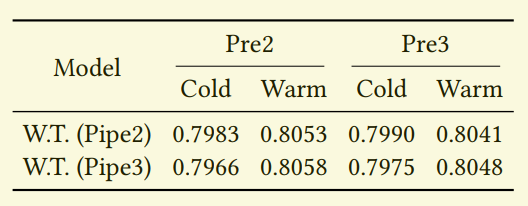 Model Pre2 Pre3
Cold Warm Cold Warm
W.T. (Pipe2) 0.7983 0.8053 0.7990 0.8041
W.T. (Pipe3) 0.7966 0.8058 0.7975 0.8048